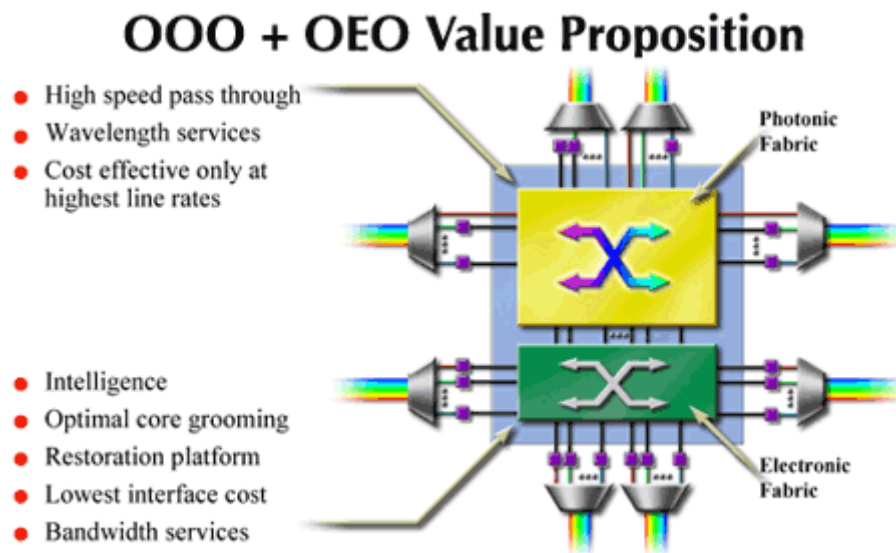 OOO + OEO Value Proposition
High speed pass through
Wavelength services
Cost effective only at
highest line rates
Photonic
Fabric
Intelligence
Optimal core grooming
Restoration platform
Lowest interface cost
Bandwidth services
Electronic
Fabric